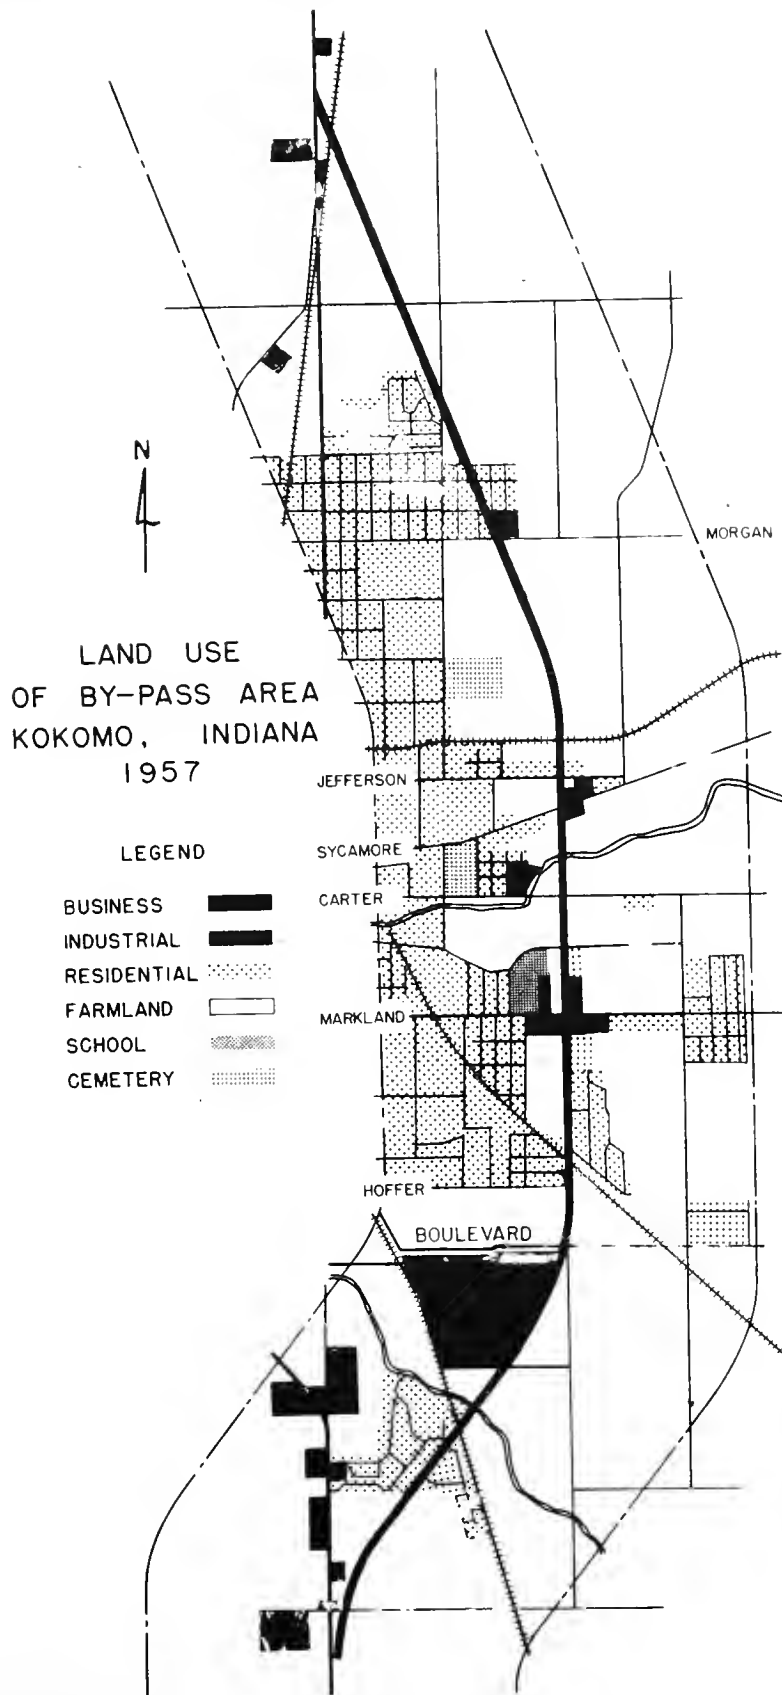 N
MORGAN
LAND USE
OF BY-PASS AREA
KOKOMO, INDIANA
1957
JEFFERSON
LEGEND
SYCAMORE
BUSINESS
CARTER
INDUSTRIAL
RESIDENTIAL
FARMLAND
MARKLAND
SCHOOL
CEMETERY
HOFFER
BOULEVARD